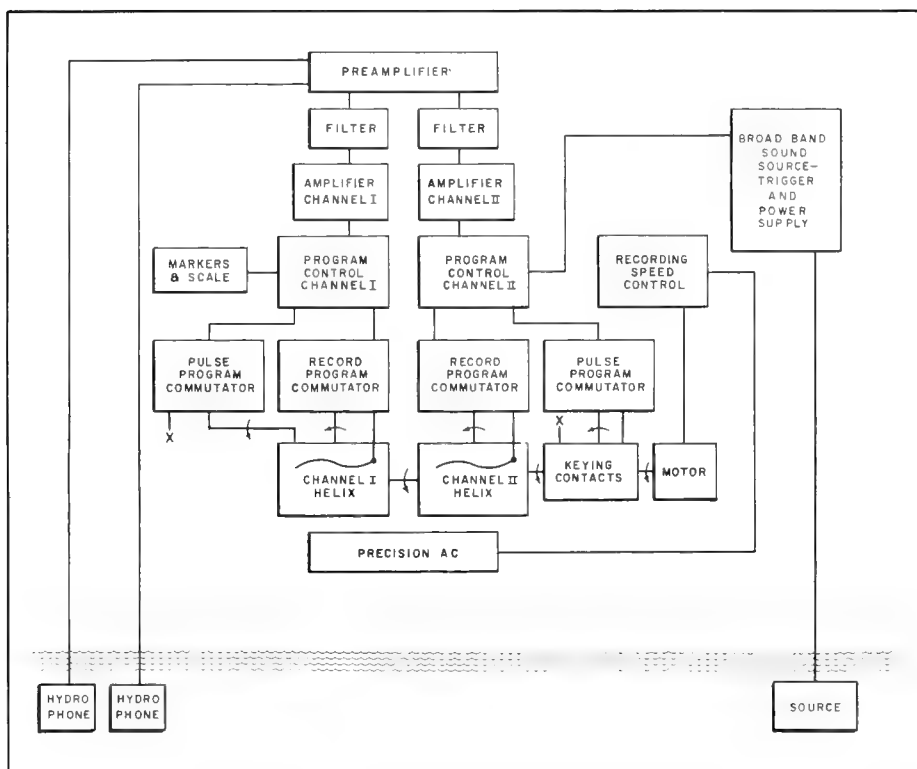 PREAMPLIFIER
FILTER
FILTER
BROAD BAND
SOUND
SOURCE-
TRIGGER
AND
POWER
SUPPLY
AMPLIFIER
CHANNEL I
AMPLIFIER
CHANNEL II
MARKERS
& SCALE
PROGRAM
CONTROL
CHANNEL I
PROGRAM
CONTROL
CHANNEL II
RECORDING
SPEED
CONTROL
PULSE
PROGRAM
COMMUTATOR
RECORD
PROGRAM
COMMUTATOR
RECORD
PROGRAM
COMMUTATOR
PULSE
PROGRAM
COMMUTATOR
X
X
CHANNEL I
HELIX
CHANNEL II
HELIX
KEYING
CONTACTS
MOTOR
PRECISION AC
HYDRO
PHONE
HYDRO
PHONE
SOURCE